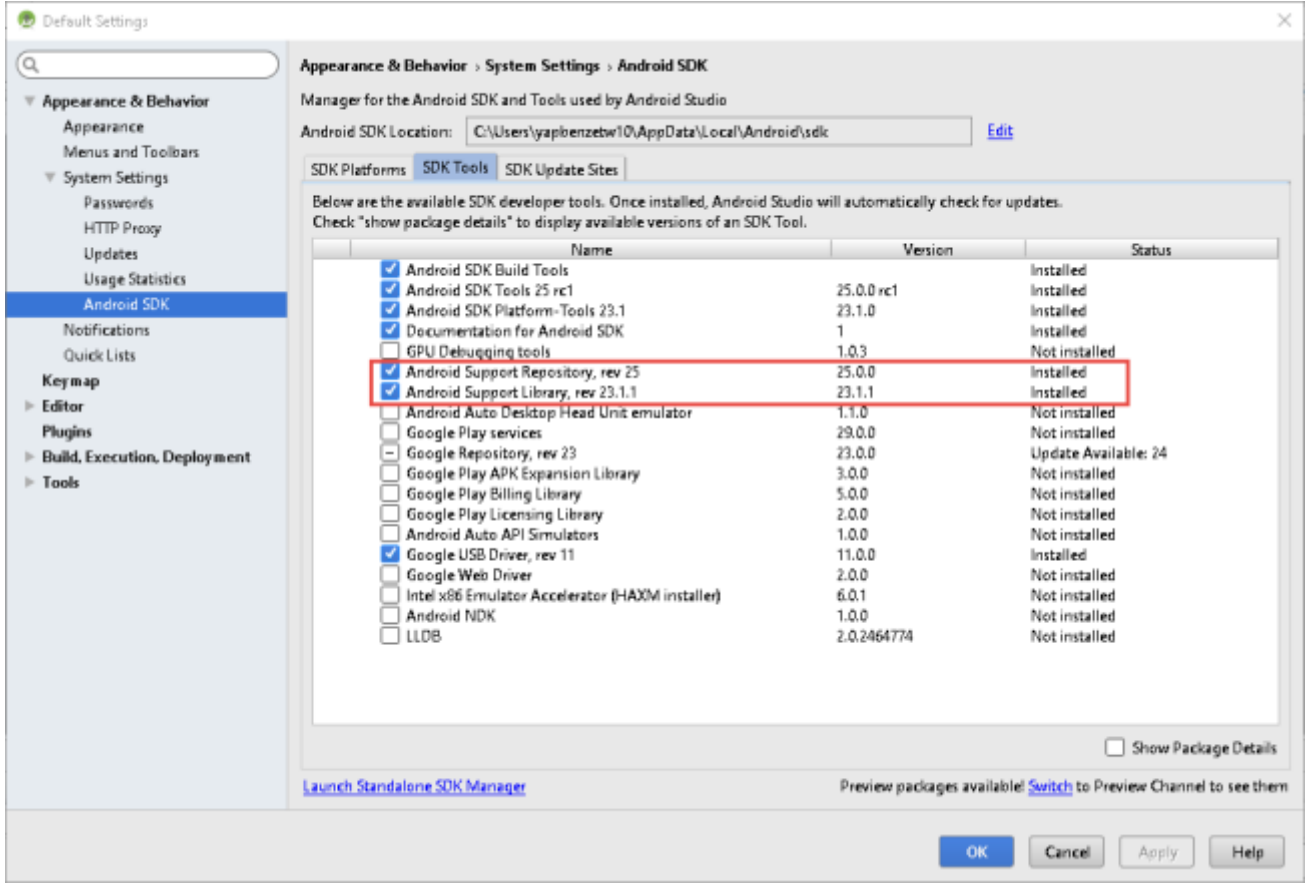 Default Settings
Appearance & Behavior
Appearance
Menus and Toolbars
System Settings
Passwords
HTTP Proxy
Updates
Usage Statistics
Android SDK
Notifications
Quick Lists
Keymap
Editor
Plugins
Build, Execution, Deployment
Tools
Appearance & Behavior › System Settings › Android SDK
Manager for the Android SDK and Tools used by Android Studio
Android SDK Location: C:\Users\yapbenzetw10\AppData\Local\Android\sdk Edit
SDK Platforms SDK Tools SDK Update Sites
Below are the available SDK developer tools. Once installed, Android Studio will automatically check for updates.
Check "show package details" to display available versions of an SDK Tool.
Name Version Status
Android SDK Build Tools Installed
Android SDK Tools 25 rc1 25.0.0 rc1 Installed
Android SDK Platform-Tools 23.1 23.1.0 Installed
Documentation for Android SDK 1 Installed
GPU Debugging tools 1.0.3 Not installed
Android Support Repository, rev 25 25.0.0 Installed
Android Support Library, rev 23.1.1 23.1.1 Installed
Android Auto Desktop Head Unit emulator 1.1.0 Not installed
Google Play services 29.0.0 Not installed
Google Repository, rev 23 23.0.0 Update Available: 24
Google Play APK Expansion Library 3.0.0 Not installed
Google Play Billing Library 5.0.0 Not installed
Google Play Licensing Library 2.0.0 Not installed
Android Auto API Simulators 1.0.0 Not installed
Google USB Driver, rev 11 11.0.0 Installed
Google Web Driver 2.0.0 Not installed
Intel x86 Emulator Accelerator (HAXM installer) 6.0.1 Not installed
Android NDK 1.0.0 Not installed
LLDB 2.0.2464774 Not installed
Show Package Details
Launch Standalone SDK Manager Preview packages available! Switch to Preview Channel to see them
OK Cancel Apply Help